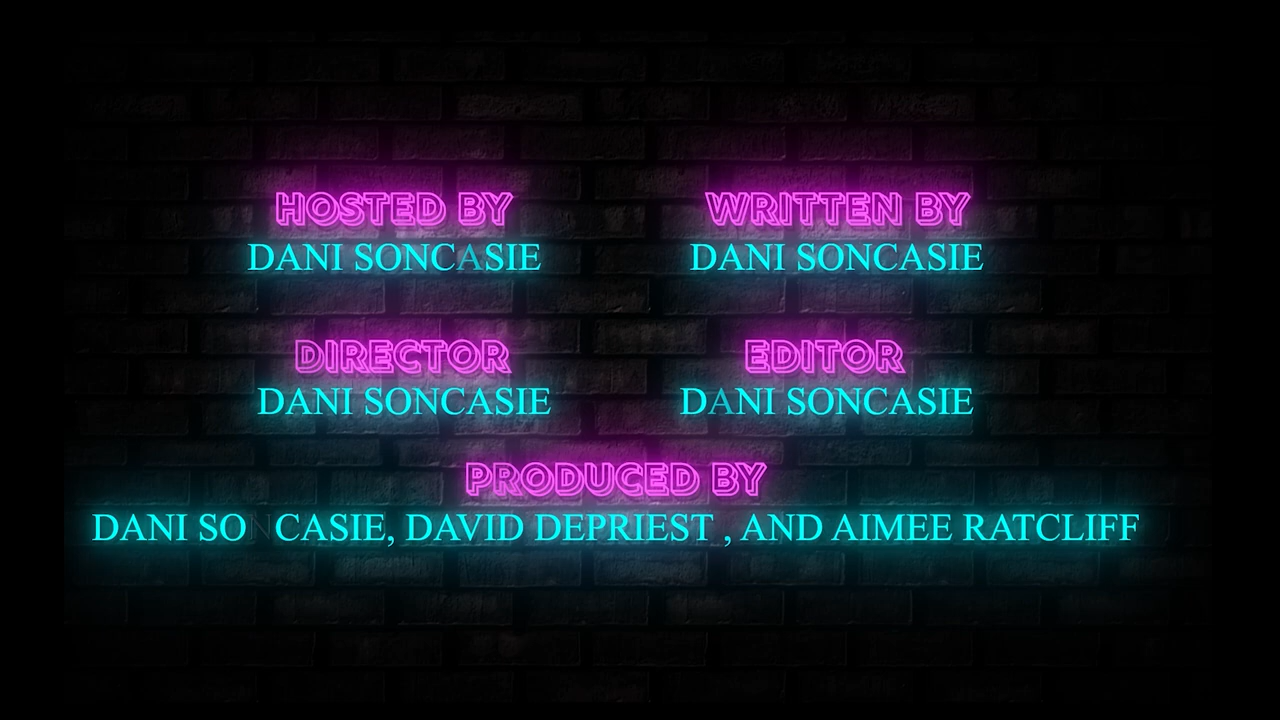 HOSTED BY
DANI SONCASIE
WRITTEN BY
DANI SONCASIE
DIRECTOR
DANI SONCASIE
EDITOR
DANI SONCASIE
PRODUCED BY
DANI SONCASIE, DAVID DEPRIEST , AND AIMEE RATCLIFF